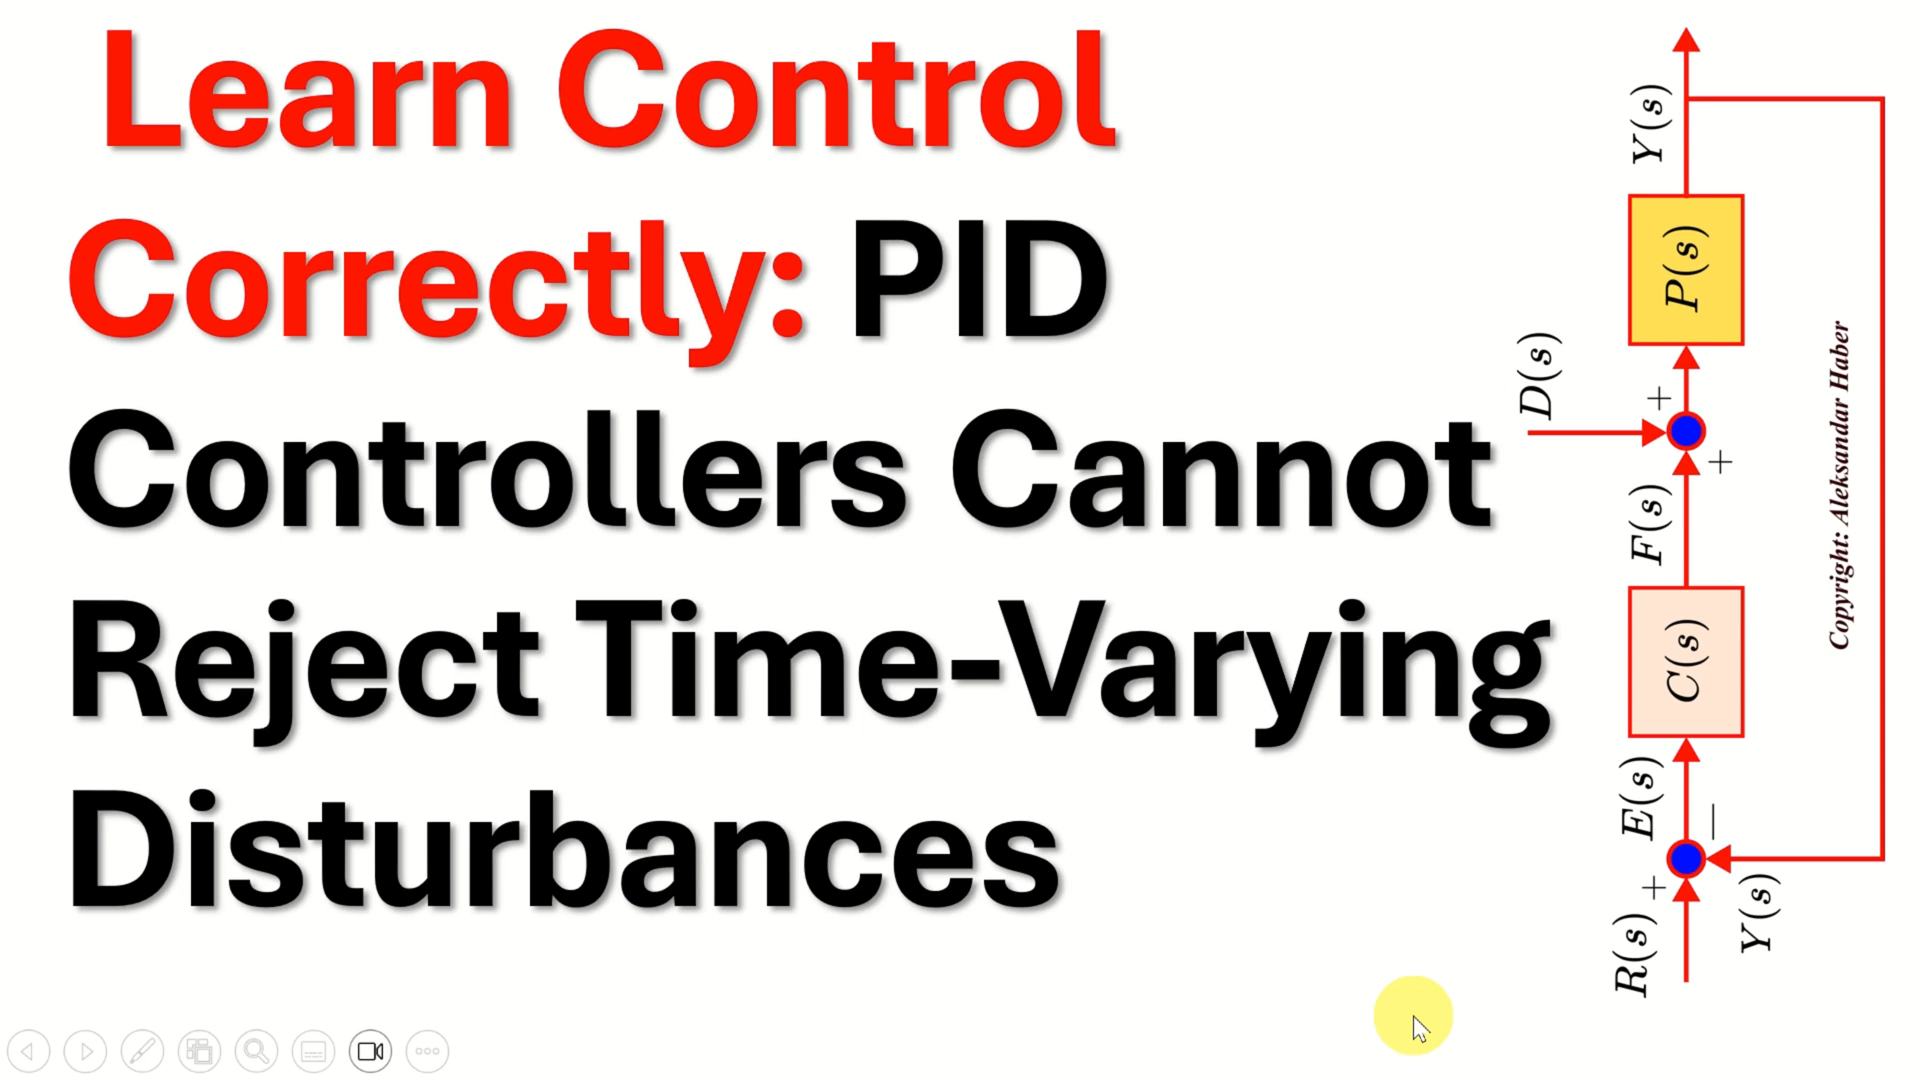 Learn Control
Correctly: PID
Controllers Cannot
Reject Time-Varying
Disturbances
Y(s)
P(s)
D(s)
+
+
F(s)
C(s)
E(s)
−
+
R(s)
Y(s)
Copyright: Aleksandar Haber